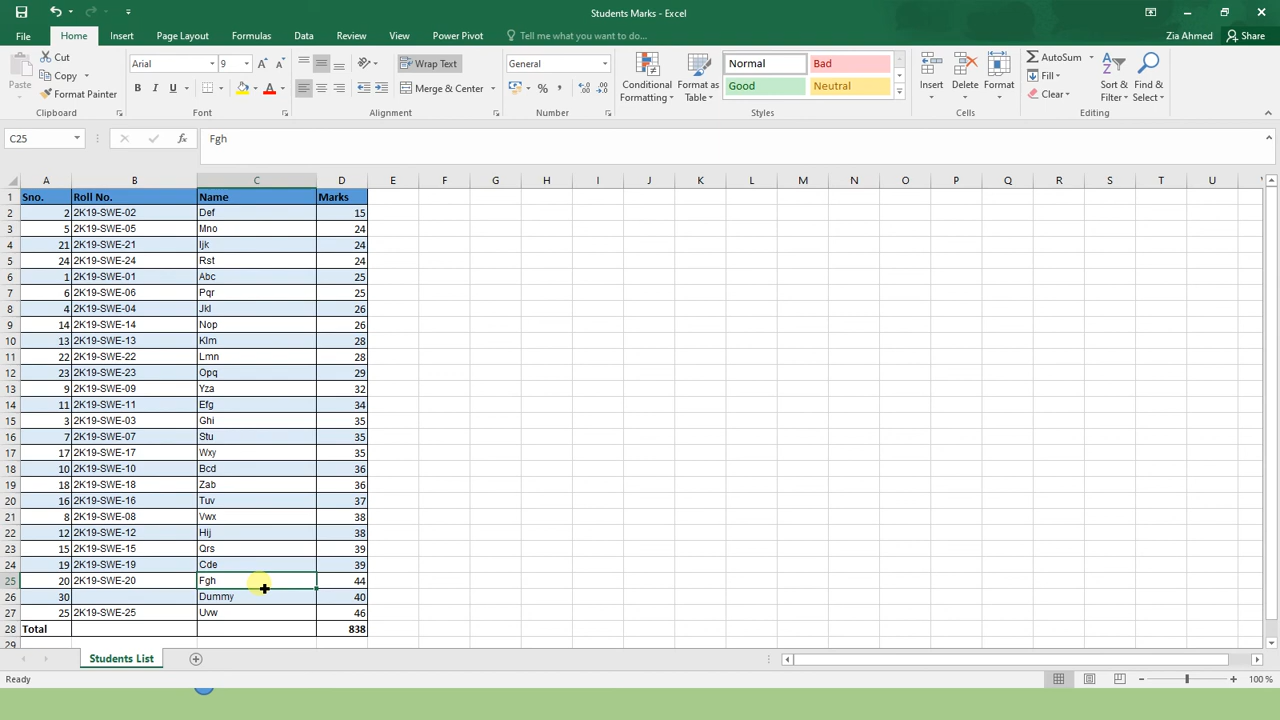 Students Marks - Excel
File Home Insert Page Layout Formulas Data Review View Power Pivot Tell me what you want to do... Zia Ahmed Share
Paste Cut Copy Format Painter Clipboard
Arial 9 A A B I U A Font
Wrap Text Merge & Center Alignment
General % , Number
Conditional Formatting Format as Table Normal Bad Good Neutral Styles
Insert Delete Format Cells
AutoSum Fill Clear Sort & Filter Find & Select Editing
C25 fx Fgh
A B C D E F G H I J K L M N O P Q R S T U
1 Sno. Roll No. Name Marks
2 2 2K19-SWE-02 Def 15
3 5 2K19-SWE-05 Mno 24
4 21 2K19-SWE-21 Ijk 24
5 24 2K19-SWE-24 Rst 24
6 1 2K19-SWE-01 Abc 25
7 6 2K19-SWE-06 Pqr 25
8 4 2K19-SWE-04 Jkl 26
9 14 2K19-SWE-14 Nop 26
10 13 2K19-SWE-13 Klm 28
11 22 2K19-SWE-22 Lmn 28
12 23 2K19-SWE-23 Opq 29
13 9 2K19-SWE-09 Yza 32
14 11 2K19-SWE-11 Efg 34
15 3 2K19-SWE-03 Ghi 35
16 7 2K19-SWE-07 Stu 35
17 17 2K19-SWE-17 Wxy 35
18 10 2K19-SWE-10 Bcd 36
19 18 2K19-SWE-18 Zab 36
20 16 2K19-SWE-16 Tuv 37
21 8 2K19-SWE-08 Vwx 38
22 12 2K19-SWE-12 Hij 38
23 15 2K19-SWE-15 Qrs 39
24 19 2K19-SWE-19 Cde 39
25 20 2K19-SWE-20 Fgh 44
26 30 Dummy 40
27 25 2K19-SWE-25 Uvw 46
28 Total 838
29
Students List
Ready 100 %